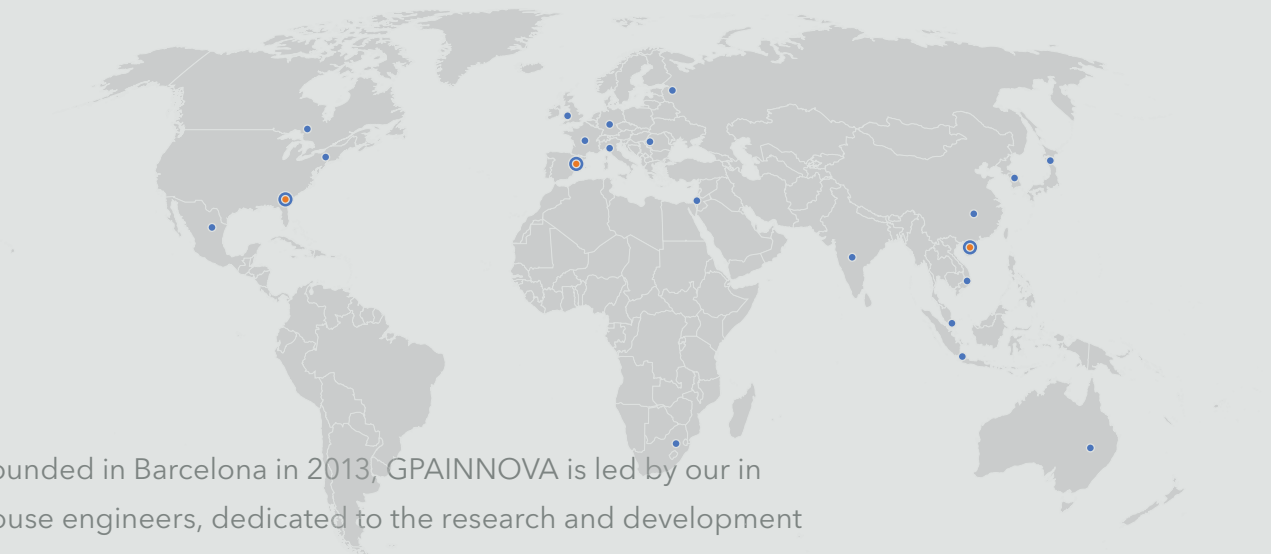 ounded in Barcelona in 2013, GPAINNOVA is led by our in
ouse engineers, dedicated to the research and development